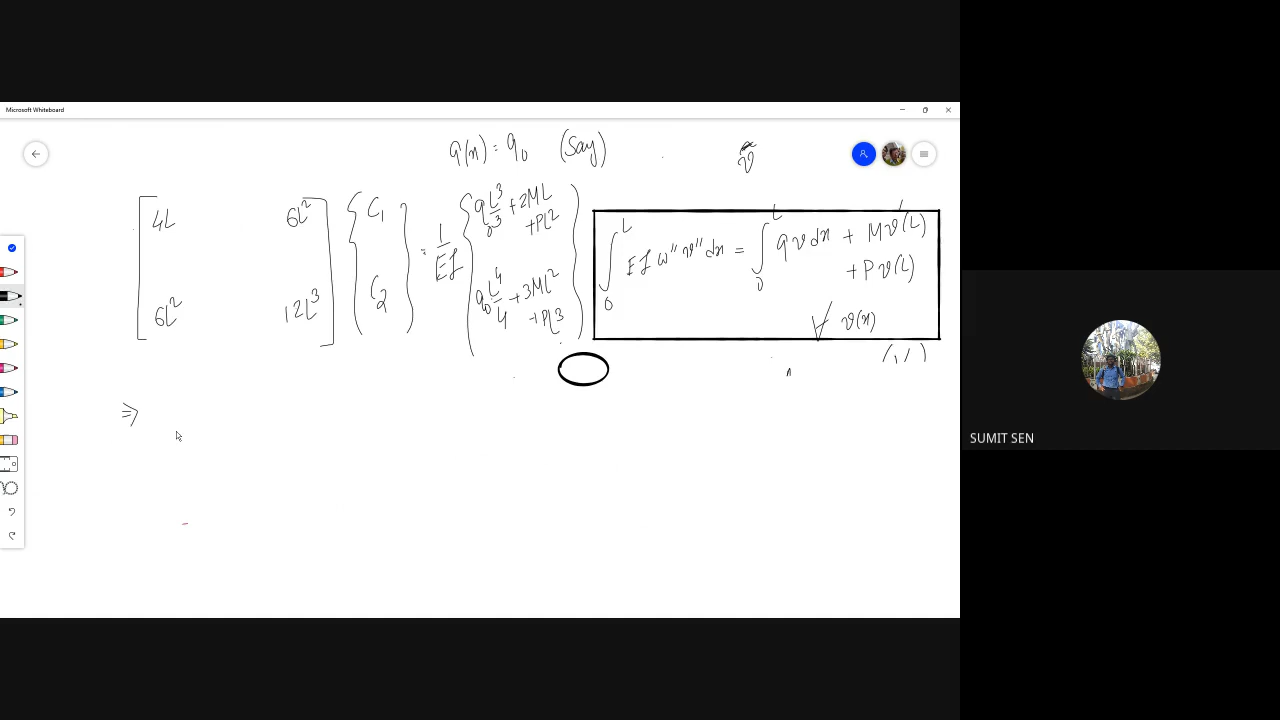 Microsoft Whiteboard
q(x) = q₀ (Say)
v
[ 4L 6L² ; 6L² 12L³ ] { C₁ ; C₂ } = 1/EI { q₀L³/3 + 2ML + PL² ; q₀L⁴/4 + 3ML² + PL³ }
∫₀ᴸ EI w'' v'' dx = ∫₀ᴸ q v dx + M v'(L)
+ P v(L)
∀ v(x)
⇒
SUMIT SEN